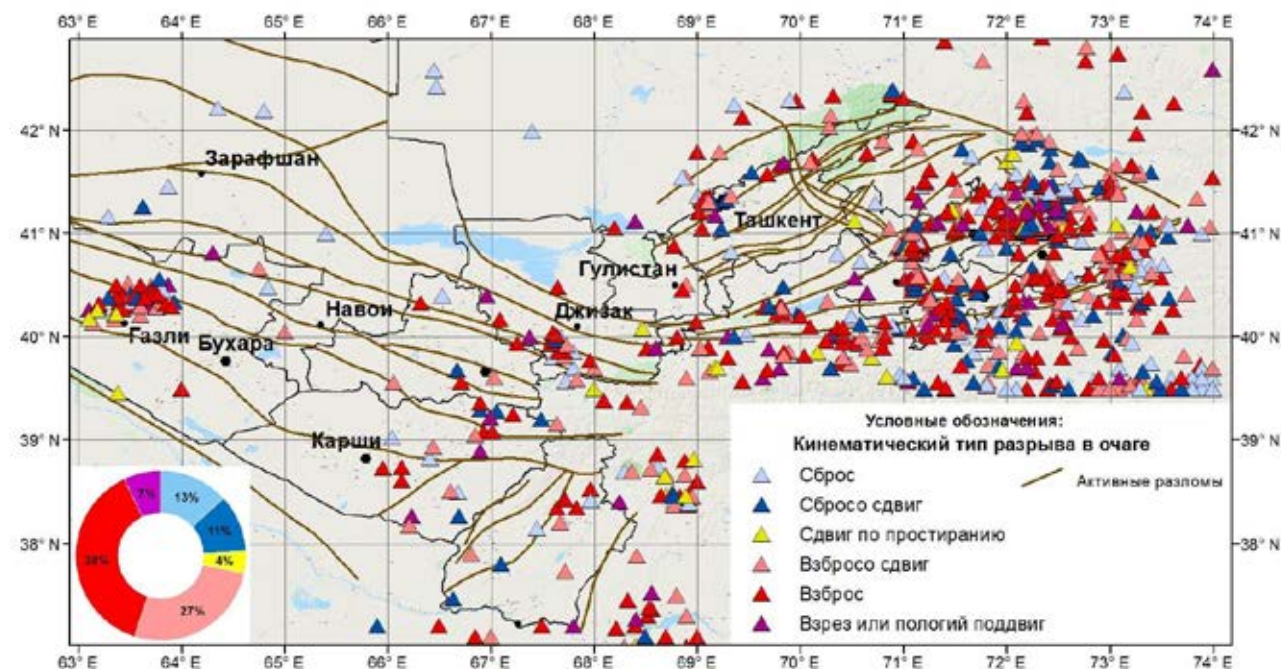 63° E 64° E 65° E 66° E 67° E 68° E 69° E 70° E 71° E 72° E 73° E 74° E
42° N
42° N
Зарафшан
Ташкент
41° N
41° N
Гулистан
Навои
Джизак
40° N
40° N
Газли
Бухара
Условные обозначения:
Кинематический тип разрыва в очаге
39° N
39° N
Карши
Сброс
Активные разломы
Сбросо сдвиг
7%
13%
11%
Сдвиг по простиранию
38° N
38° N
4%
38%
Взбросо сдвиг
27%
Взброс
Взрез или пологий поддвиг
63° E 64° E 65° E 66° E 67° E 68° E 69° E 70° E 71° E 72° E 73° E 74° E